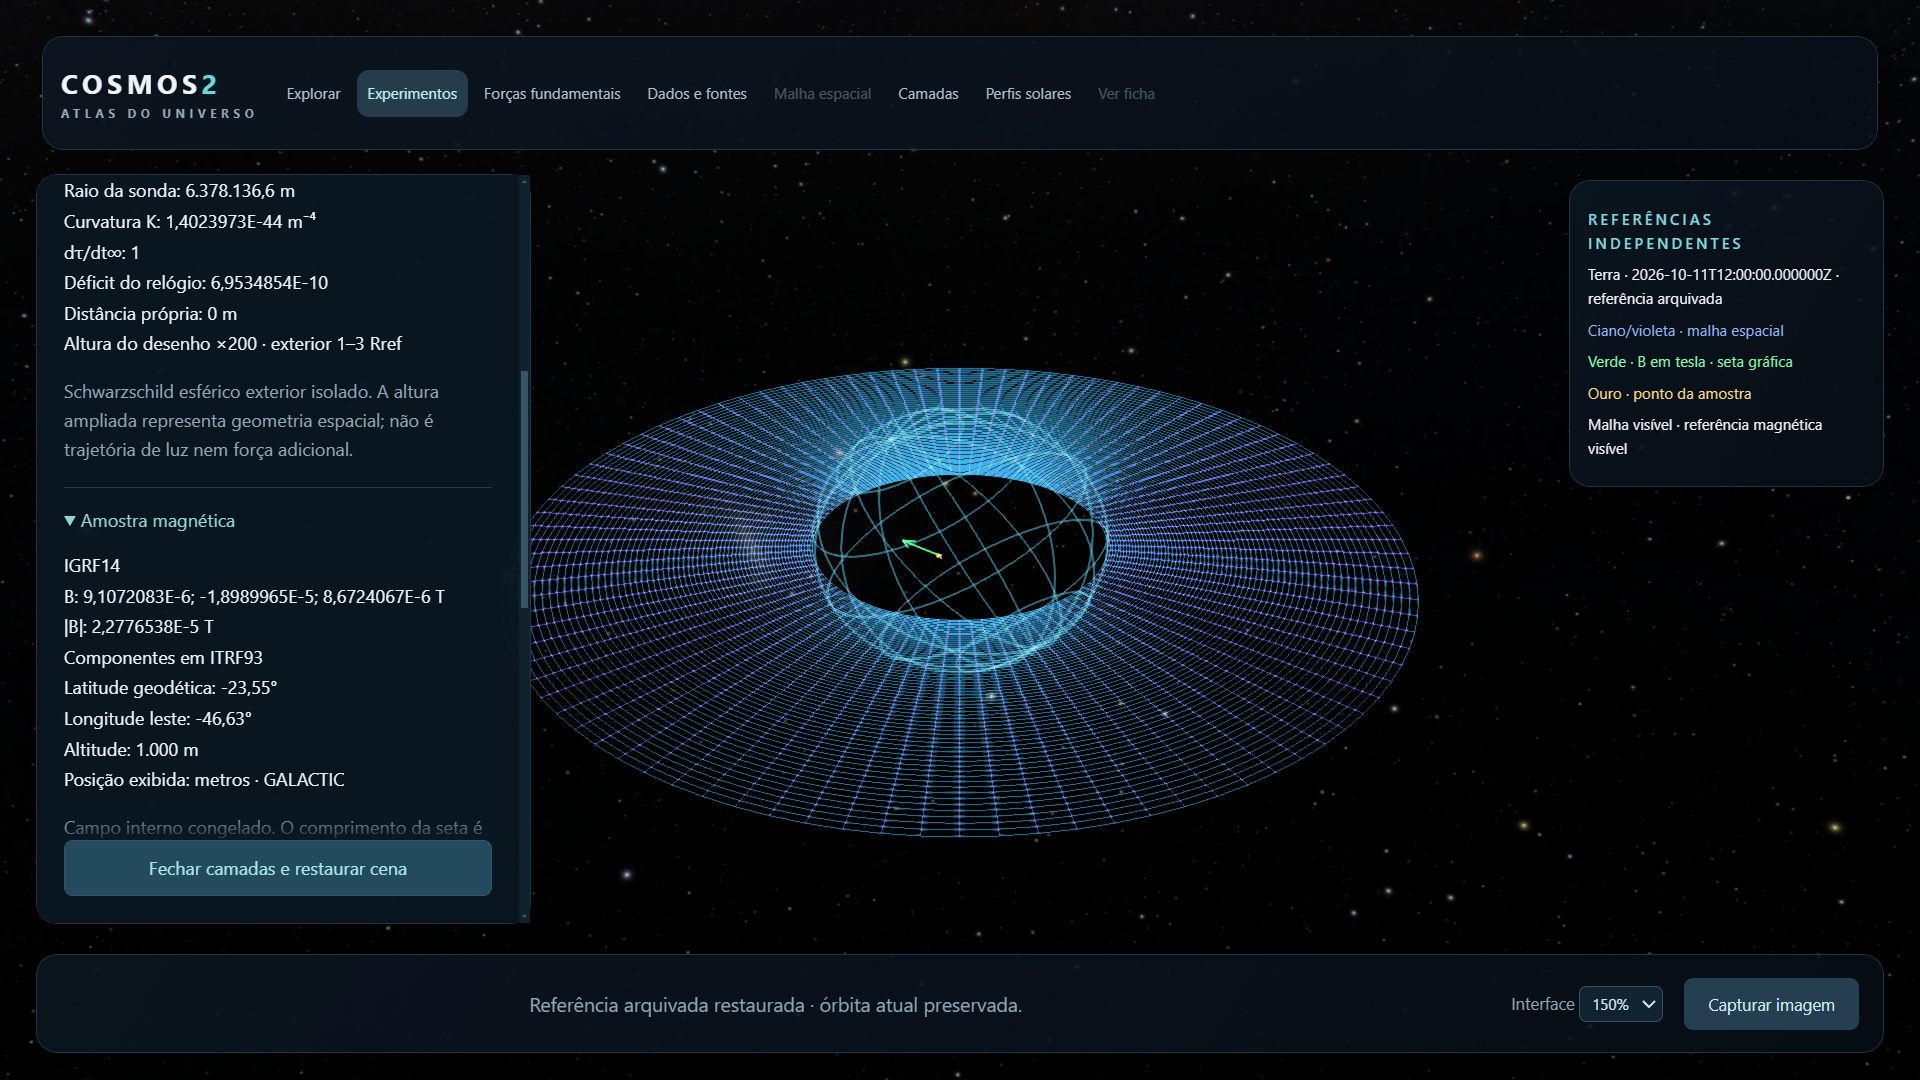 COSMOS2
ATLAS DO UNIVERSO
Explorar
Experimentos
Forças fundamentais
Dados e fontes
Malha espacial
Camadas
Perfis solares
Ver ficha
Raio da sonda: 6.378.136,6 m
Curvatura K: 1,4023973E-44 m⁻⁴
dτ/dt∞: 1
Déficit do relógio: 6,9534854E-10
Distância própria: 0 m
Altura do desenho ×200 · exterior 1–3 Rref
Schwarzschild esférico exterior isolado. A altura
ampliada representa geometria espacial; não é
trajetória de luz nem força adicional.
▼ Amostra magnética
IGRF14
B: 9,1072083E-6; -1,8989965E-5; 8,6724067E-6 T
|B|: 2,2776538E-5 T
Componentes em ITRF93
Latitude geodética: -23,55°
Longitude leste: -46,63°
Altitude: 1.000 m
Posição exibida: metros · GALACTIC
Campo interno congelado. O comprimento da seta é
Fechar camadas e restaurar cena
REFERÊNCIAS
INDEPENDENTES
Terra · 2026-10-11T12:00:00.000000Z ·
referência arquivada
Ciano/violeta · malha espacial
Verde · B em tesla · seta gráfica
Ouro · ponto da amostra
Malha visível · referência magnética
visível
Referência arquivada restaurada · órbita atual preservada.
Interface
150%
Capturar imagem